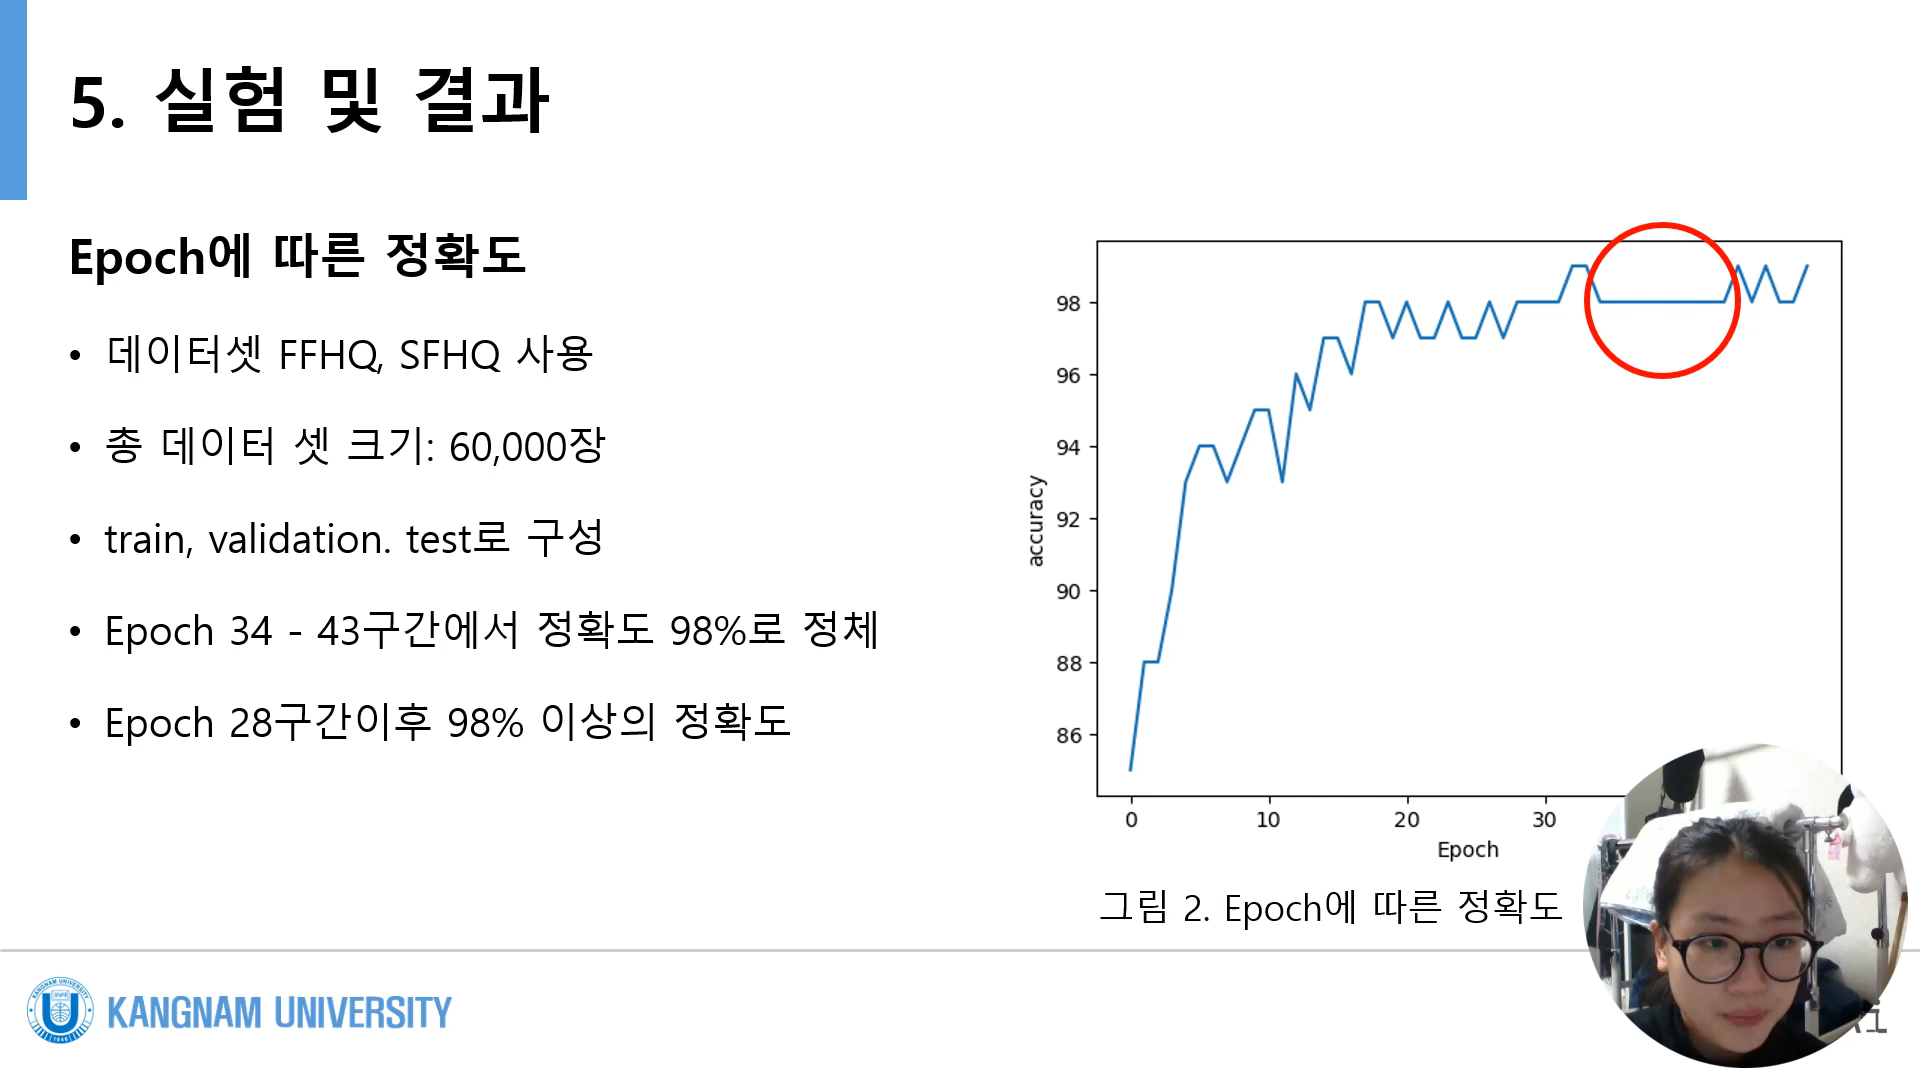 5. 실험 및 결과
Epoch에 따른 정확도
• 데이터셋 FFHQ, SFHQ 사용
• 총 데이터 셋 크기: 60,000장
• train, validation. test로 구성
• Epoch 34 - 43구간에서 정확도 98%로 정체
• Epoch 28구간이후 98% 이상의 정확도
98
96
94
92
90
88
86
accuracy
0 10 20 30
Epoch
그림 2. Epoch에 따른 정확도
KANGNAM UNIVERSITY